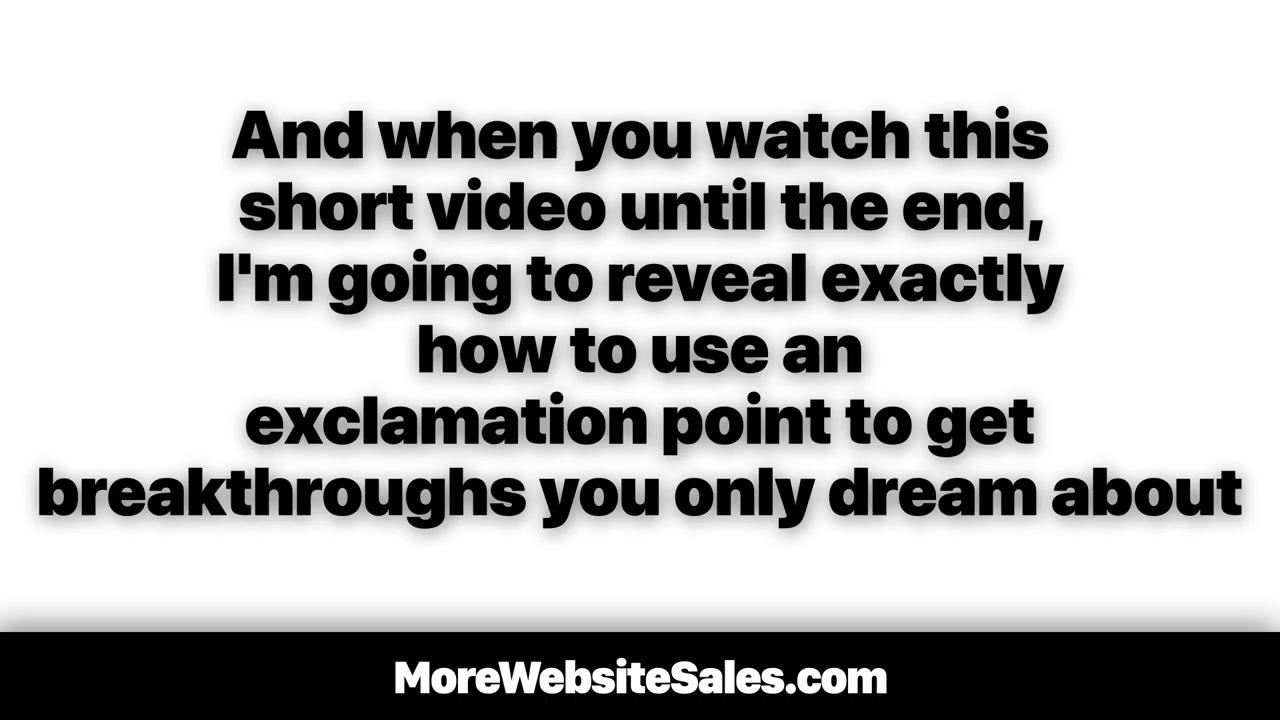 And when you watch this
short video until the end,
I'm going to reveal exactly
how to use an
exclamation point to get
breakthroughs you only dream about
MoreWebsiteSales.com